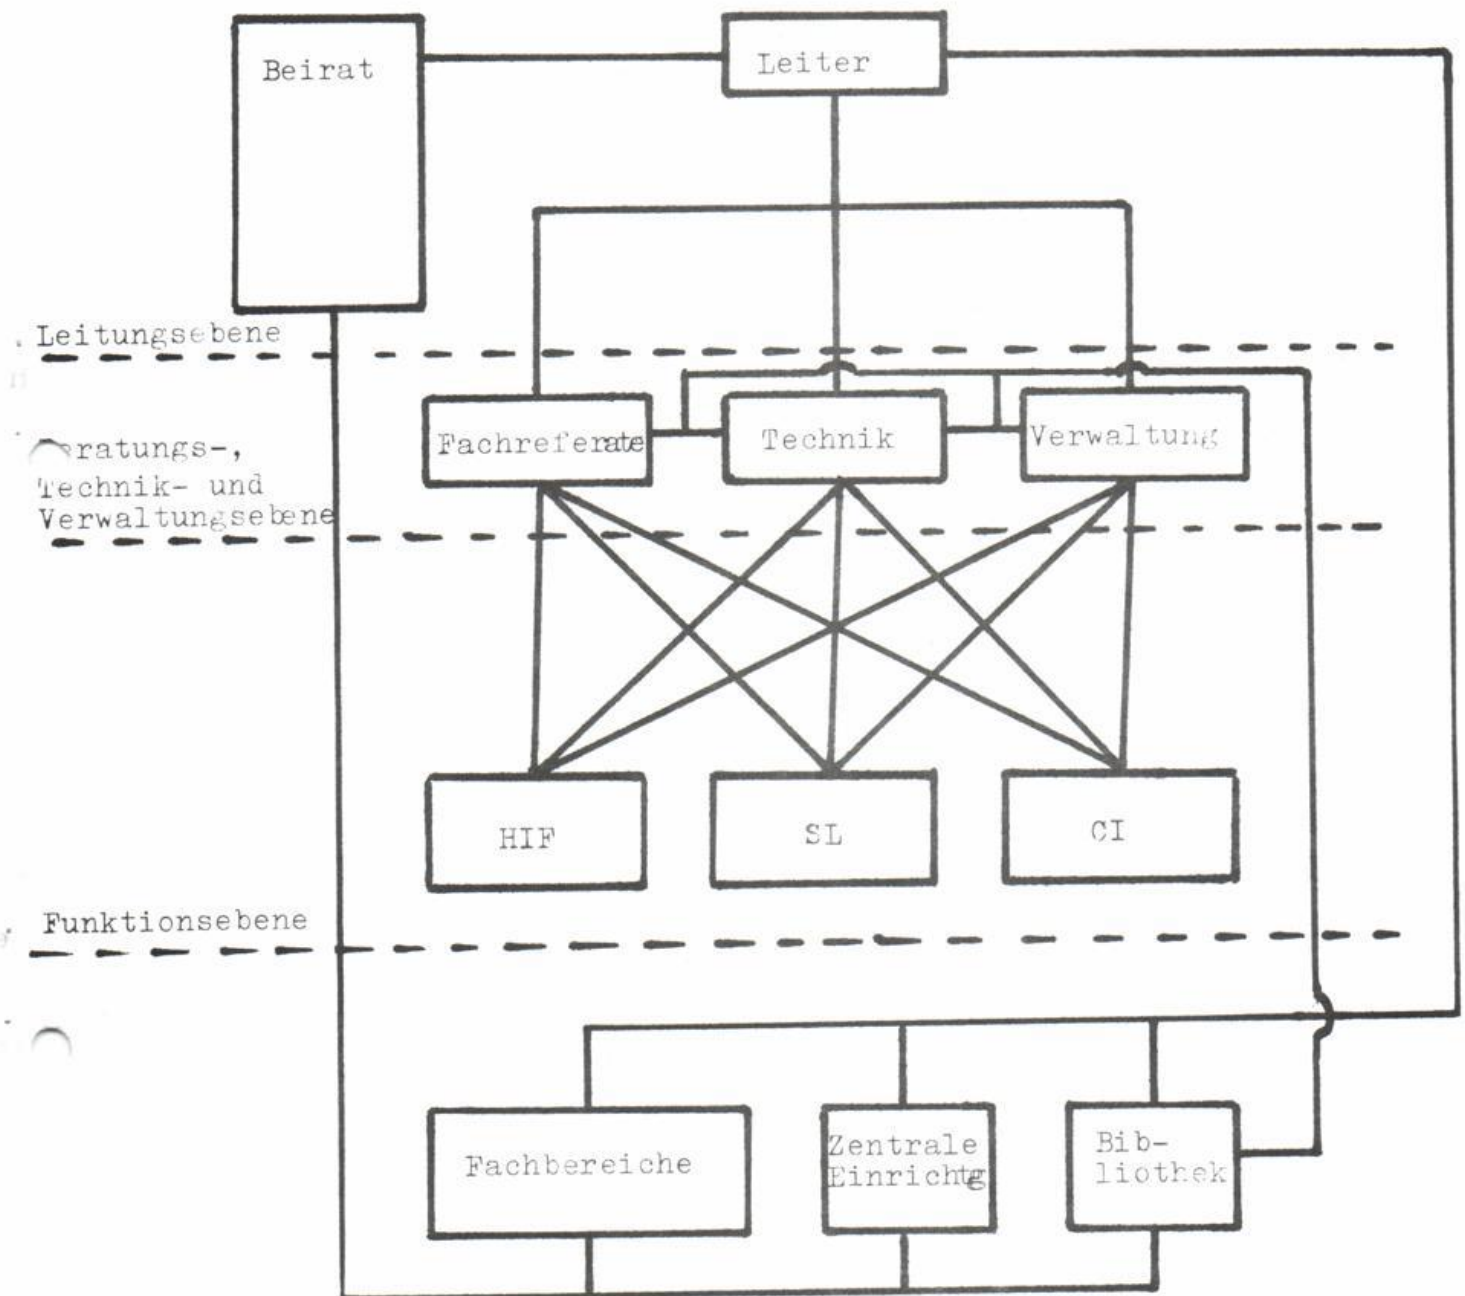 Beirat
Leiter
Leitungsebene
Fachreferate
Technik
Verwaltung
ratungs-,
Technik- und
Verwaltungsebene
HIF
SL
CI
Funktionsebene
Fachbereiche
Zentrale
Einrichtg
Bib-
liothek